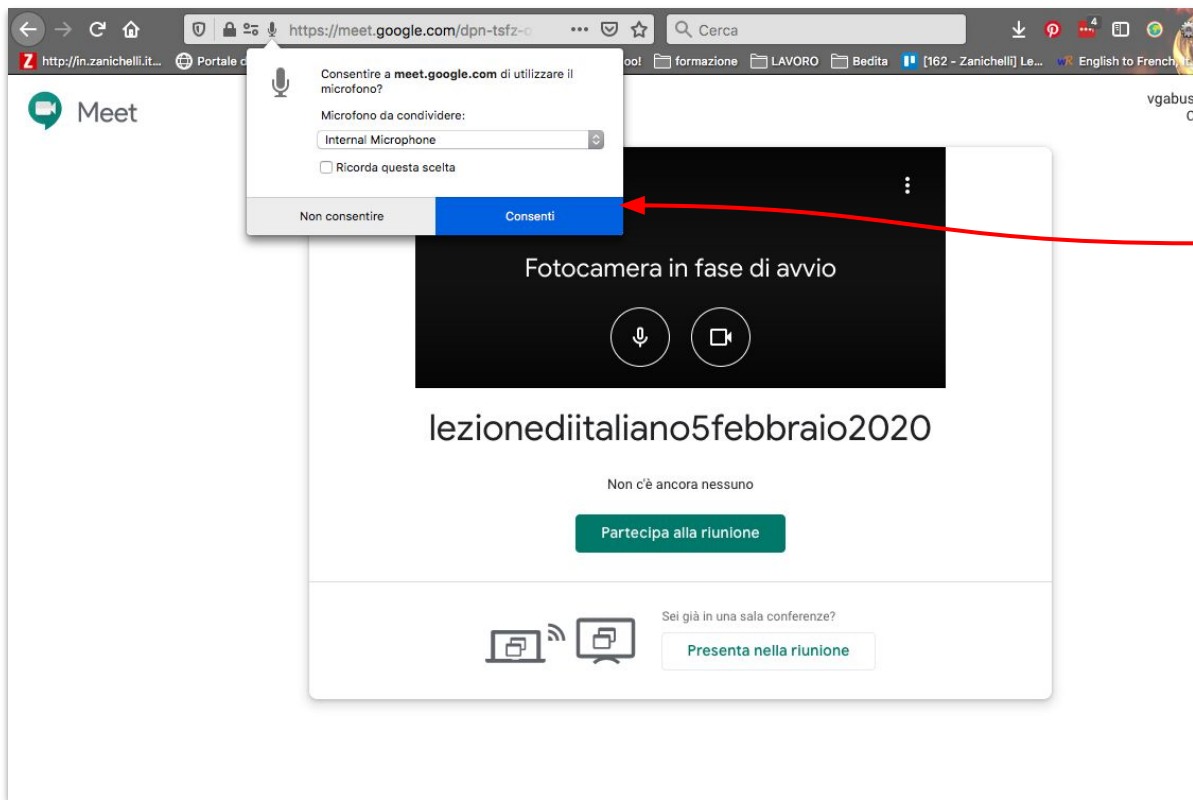 https://meet.google.com/dpn-tsfz-
Cerca
4
http://in.zanichelli.it...
Portale d
oo!
formazione
LAVORO
Bedita
[162 - Zanichelli] Le...
English to French, It
Consentire a meet.google.com di utilizzare il
microfono?
Microfono da condividere:
Internal Microphone
Ricorda questa scelta
Non consentire
Consenti
Meet
vgabus
Fotocamera in fase di avvio
lezionediitaliano5febbraio2020
Non c'è ancora nessuno
Partecipa alla riunione
Sei già in una sala conferenze?
Presenta nella riunione